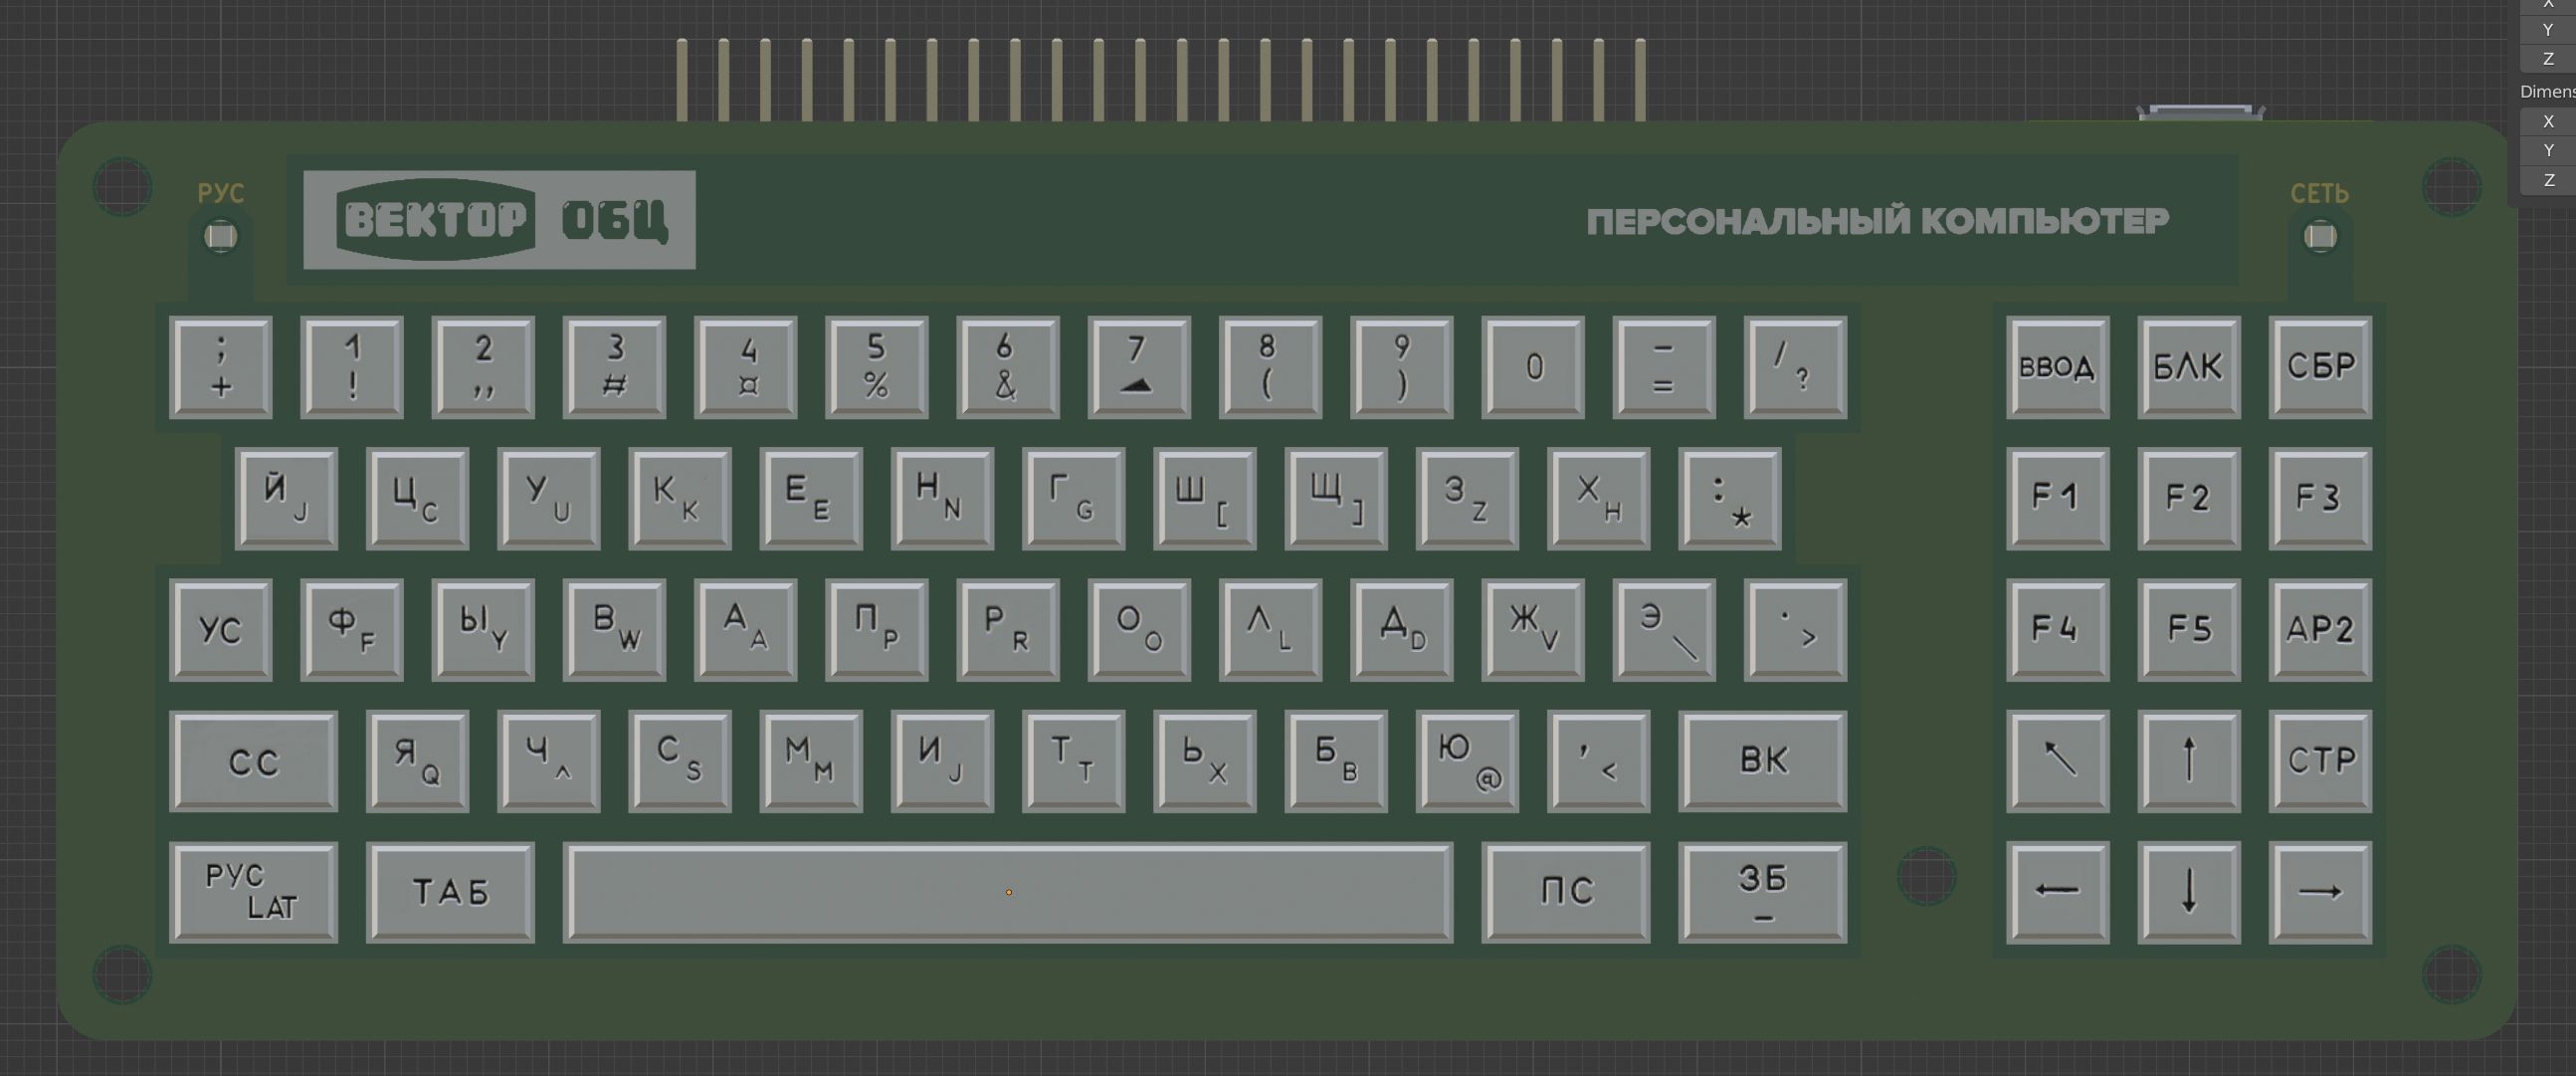 X
Y
Z
Dimens
X
Y
Z
РУС
ВЕКТОР 06Ц
ПЕРСОНАЛЬНЫЙ КОМПЬЮТЕР
СЕТЬ
; 1 2 3 4 5 6 7 8 9 0 - /
+ ! ,, # ¤ % & ◢ ( ) = ?
ВВОД БЛК СБР
Й J Ц C У U К K Е E Н N Г G Ш [ Щ ] З Z Х H : *
F1 F2 F3
УС Ф F Ы Y В W А A П P Р R О O Л L Д D Ж V Э \ . >
F4 F5 АР2
СС Я Q Ч ^ С S М M И J Т T Ь X Б B Ю @ , < ВК
↖ ↑ СТР
РУС
LAT
ТАБ ПС ЗБ
–
← ↓ →